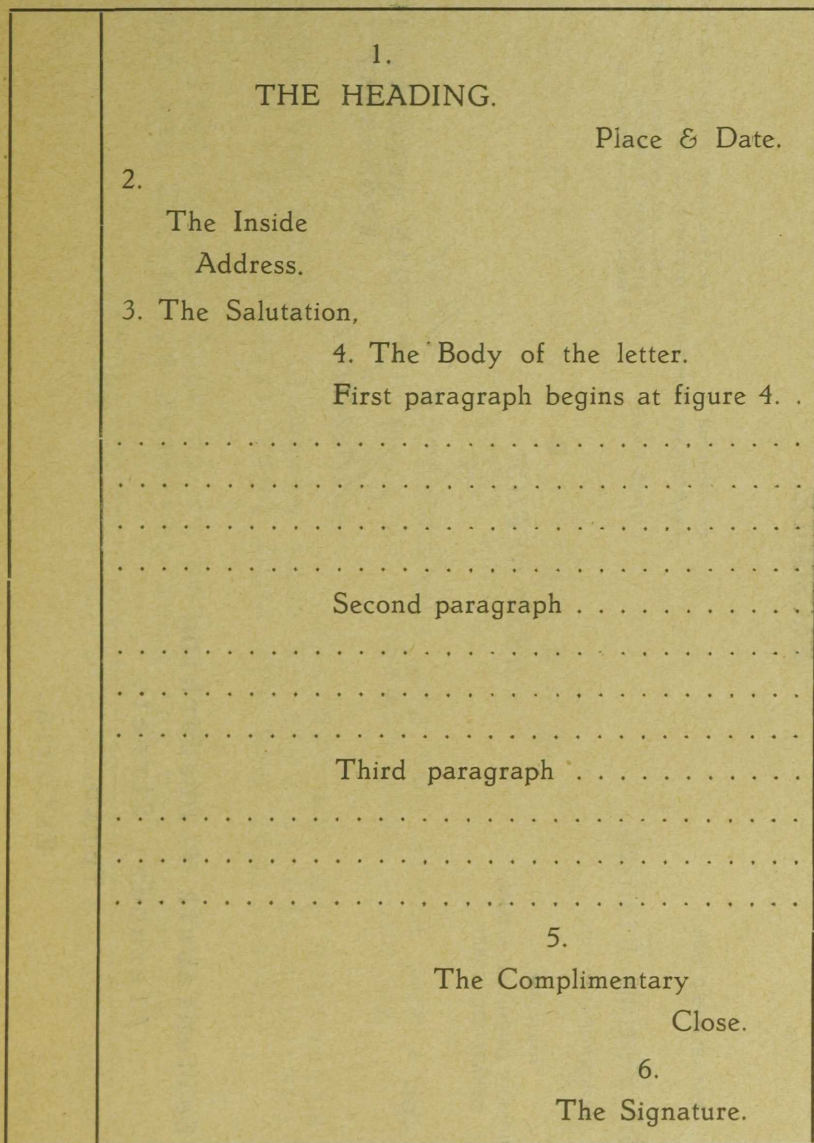 1.
THE HEADING.
Place & Date.
2.
The Inside
Address.
3. The Salutation,
4. The Body of the letter.
First paragraph begins at figure 4. .
. . . . . . . . . . . . . . . . . . . . . . . . . . . . . . . .
. . . . . . . . . . . . . . . . . . . . . . . . . . . . . . . .
. . . . . . . . . . . . . . . . . . . . . . . . . . . . . . . .
. . . . . . . . . . . . . . . . . . . . . . . . . . . . . . . .
Second paragraph . . . . . . . . . . .
. . . . . . . . . . . . . . . . . . . . . . . . . . . . . . . .
. . . . . . . . . . . . . . . . . . . . . . . . . . . . . . . .
. . . . . . . . . . . . . . . . . . . . . . . . . . . . . . . .
Third paragraph . . . . . . . . . . .
. . . . . . . . . . . . . . . . . . . . . . . . . . . . . . . .
. . . . . . . . . . . . . . . . . . . . . . . . . . . . . . . .
. . . . . . . . . . . . . . . . . . . . . . . . . . . . . . . .
5.
The Complimentary
Close.
6.
The Signature.